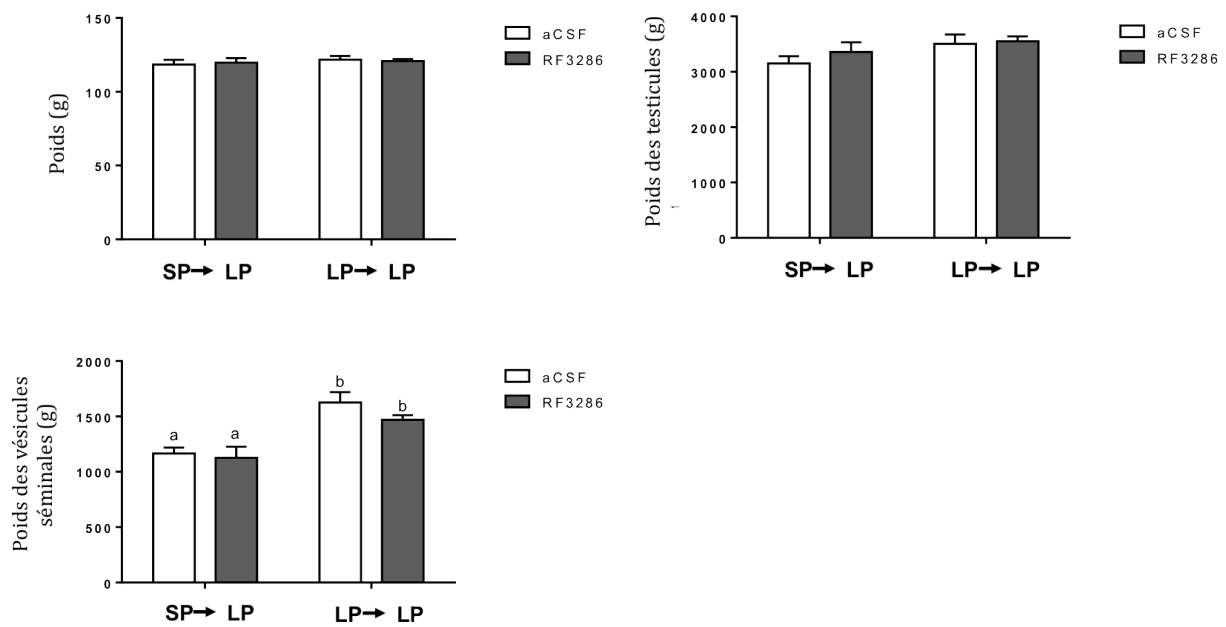 Poids (g)
150
100
50
0
SP→ LP
LP→ LP
aCSF
RF3286
Poids des testicules (g)
4000
3000
2000
1000
0
SP→ LP
LP→ LP
aCSF
RF3286
Poids des vésicules
séminales (g)
2000
1500
1000
500
0
a
a
b
b
SP→ LP
LP→ LP
aCSF
RF3286